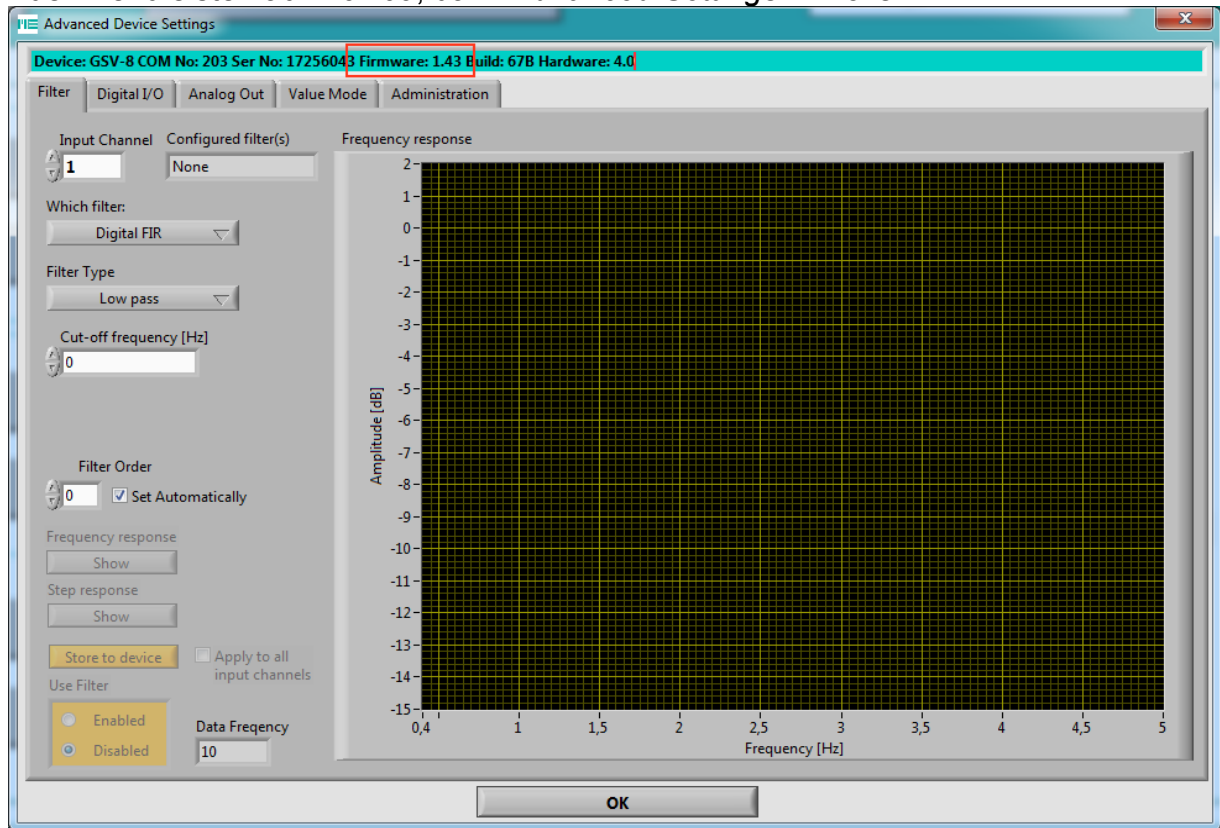 Advanced Device Settings
Device: GSV-8 COM No: 203 Ser No: 17256043 Firmware: 1.43 Build: 67B Hardware: 4.0
Filter Digital I/O Analog Out Value Mode Administration
Input Channel Configured filter(s)
1 None
Which filter:
Digital FIR
Filter Type
Low pass
Cut-off frequency [Hz]
0
Filter Order
0 Set Automatically
Frequency response
Show
Step response
Show
Store to device Apply to all
input channels
Use Filter
Enabled
Disabled
Data Freqency
10
Frequency response
Amplitude [dB]
2
1
0
-1
-2
-3
-4
-5
-6
-7
-8
-9
-10
-11
-12
-13
-14
-15
0,4 1 1,5 2 2,5 3 3,5 4 4,5 5
Frequency [Hz]
OK